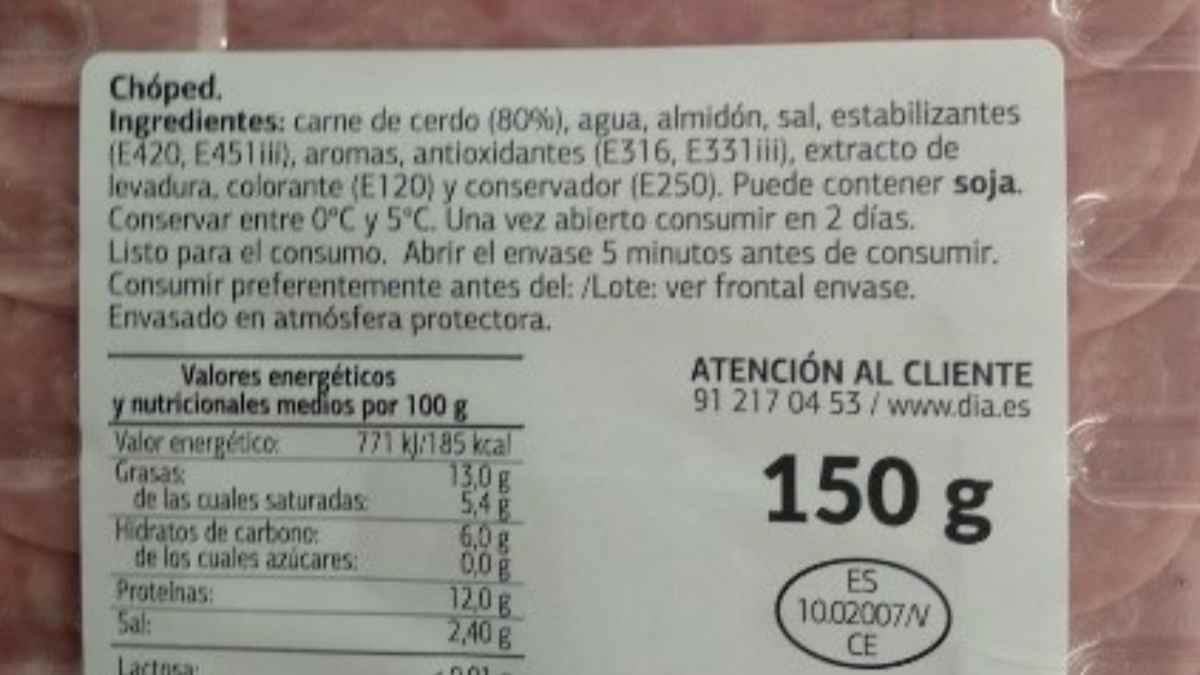 Chóped.
Ingredientes: carne de cerdo (80%), agua, almidón, sal, estabilizantes
(E420, E451iii), aromas, antioxidantes (E316, E331iii), extracto de
levadura, colorante (E120) y conservador (E250). Puede contener soja.
Conservar entre 0°C y 5°C. Una vez abierto consumir en 2 días.
Listo para el consumo. Abrir el envase 5 minutos antes de consumir.
Consumir preferentemente antes del: /Lote: ver frontal envase.
Envasado en atmósfera protectora.
Valores energéticos
y nutricionales medios por 100 g
Valor energético: 771 kJ/185 kcal
Grasas: 13,0 g
de las cuales saturadas: 5,4 g
Hidratos de carbono: 6,0 g
de los cuales azúcares: 0,0 g
Proteínas: 12,0 g
Sal: 2,40 g
Lactosa:
ATENCIÓN AL CLIENTE
91 217 04 53 / www.dia.es
150 g
ES
10.02007/V
CE